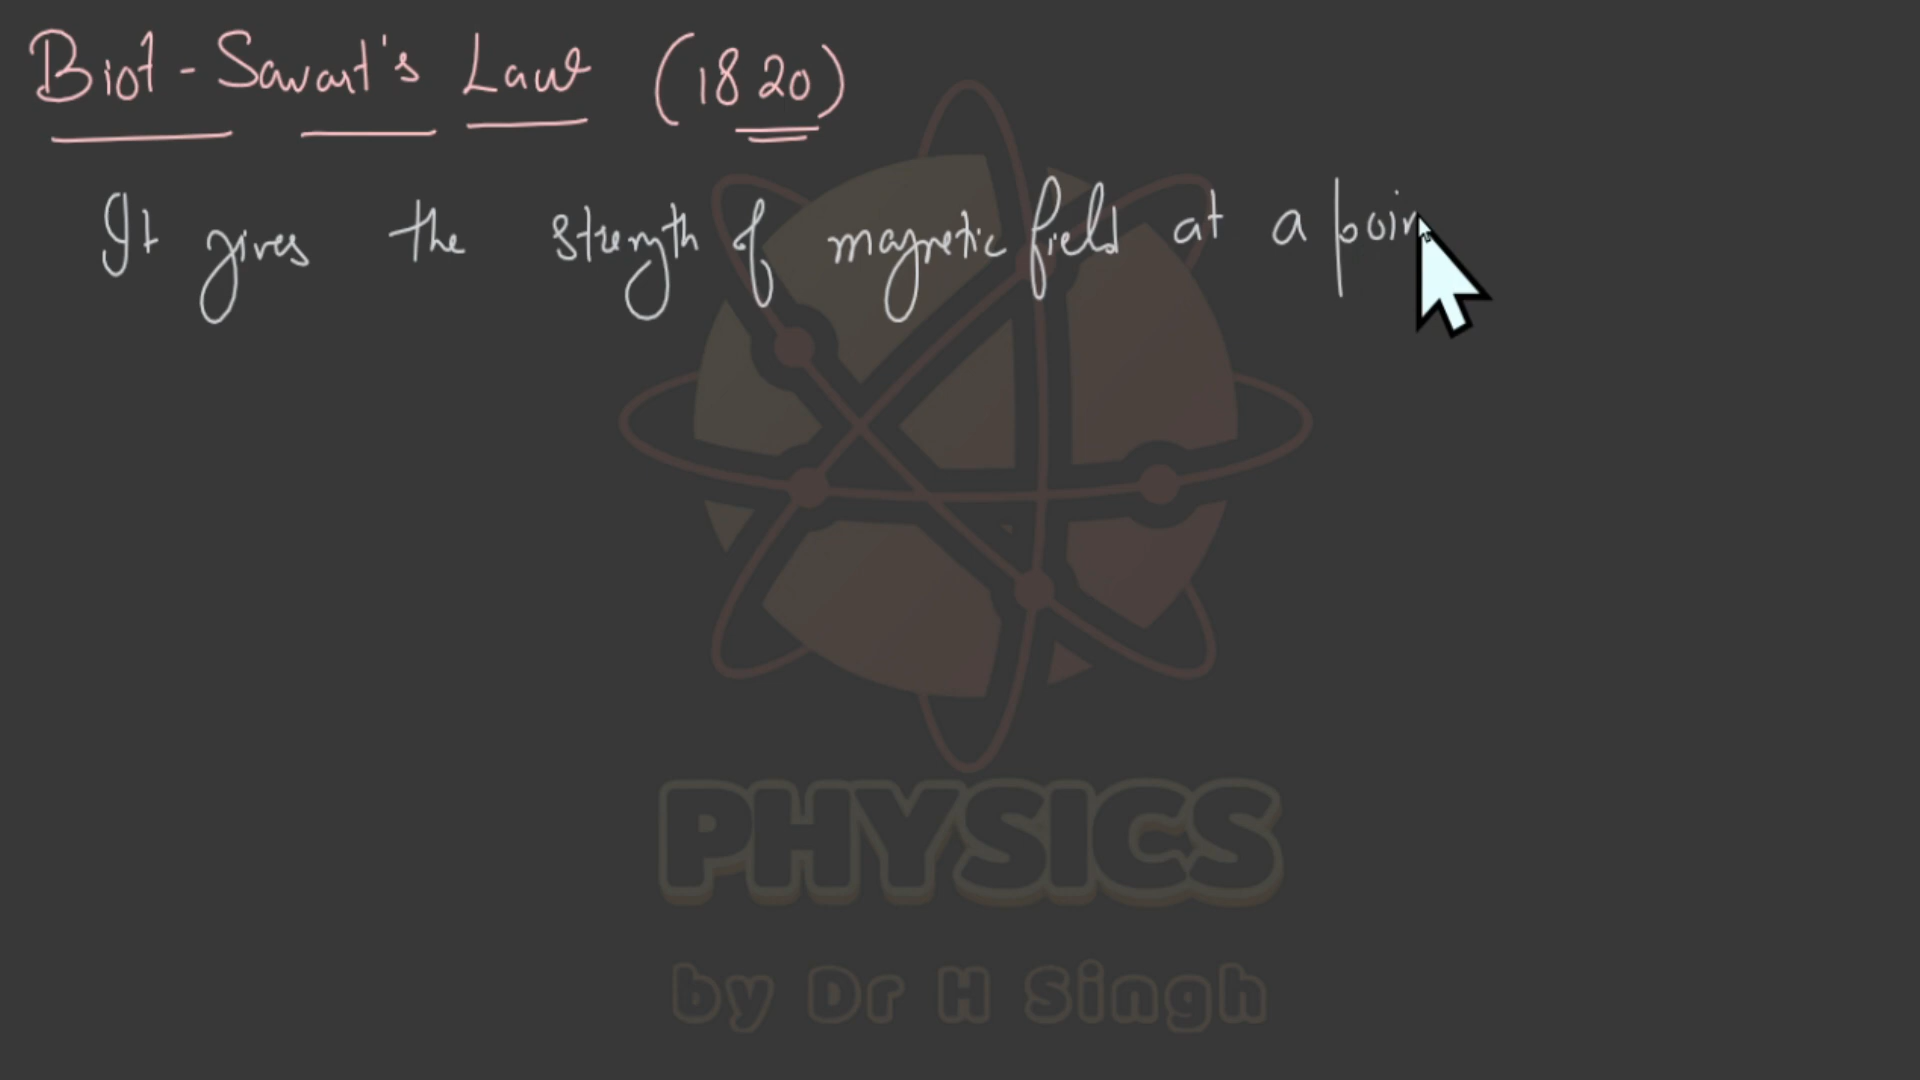 Biot-Savart's Law (1820)
It gives the strength of magnetic field at a poin
PHYSICS
by Dr H Singh